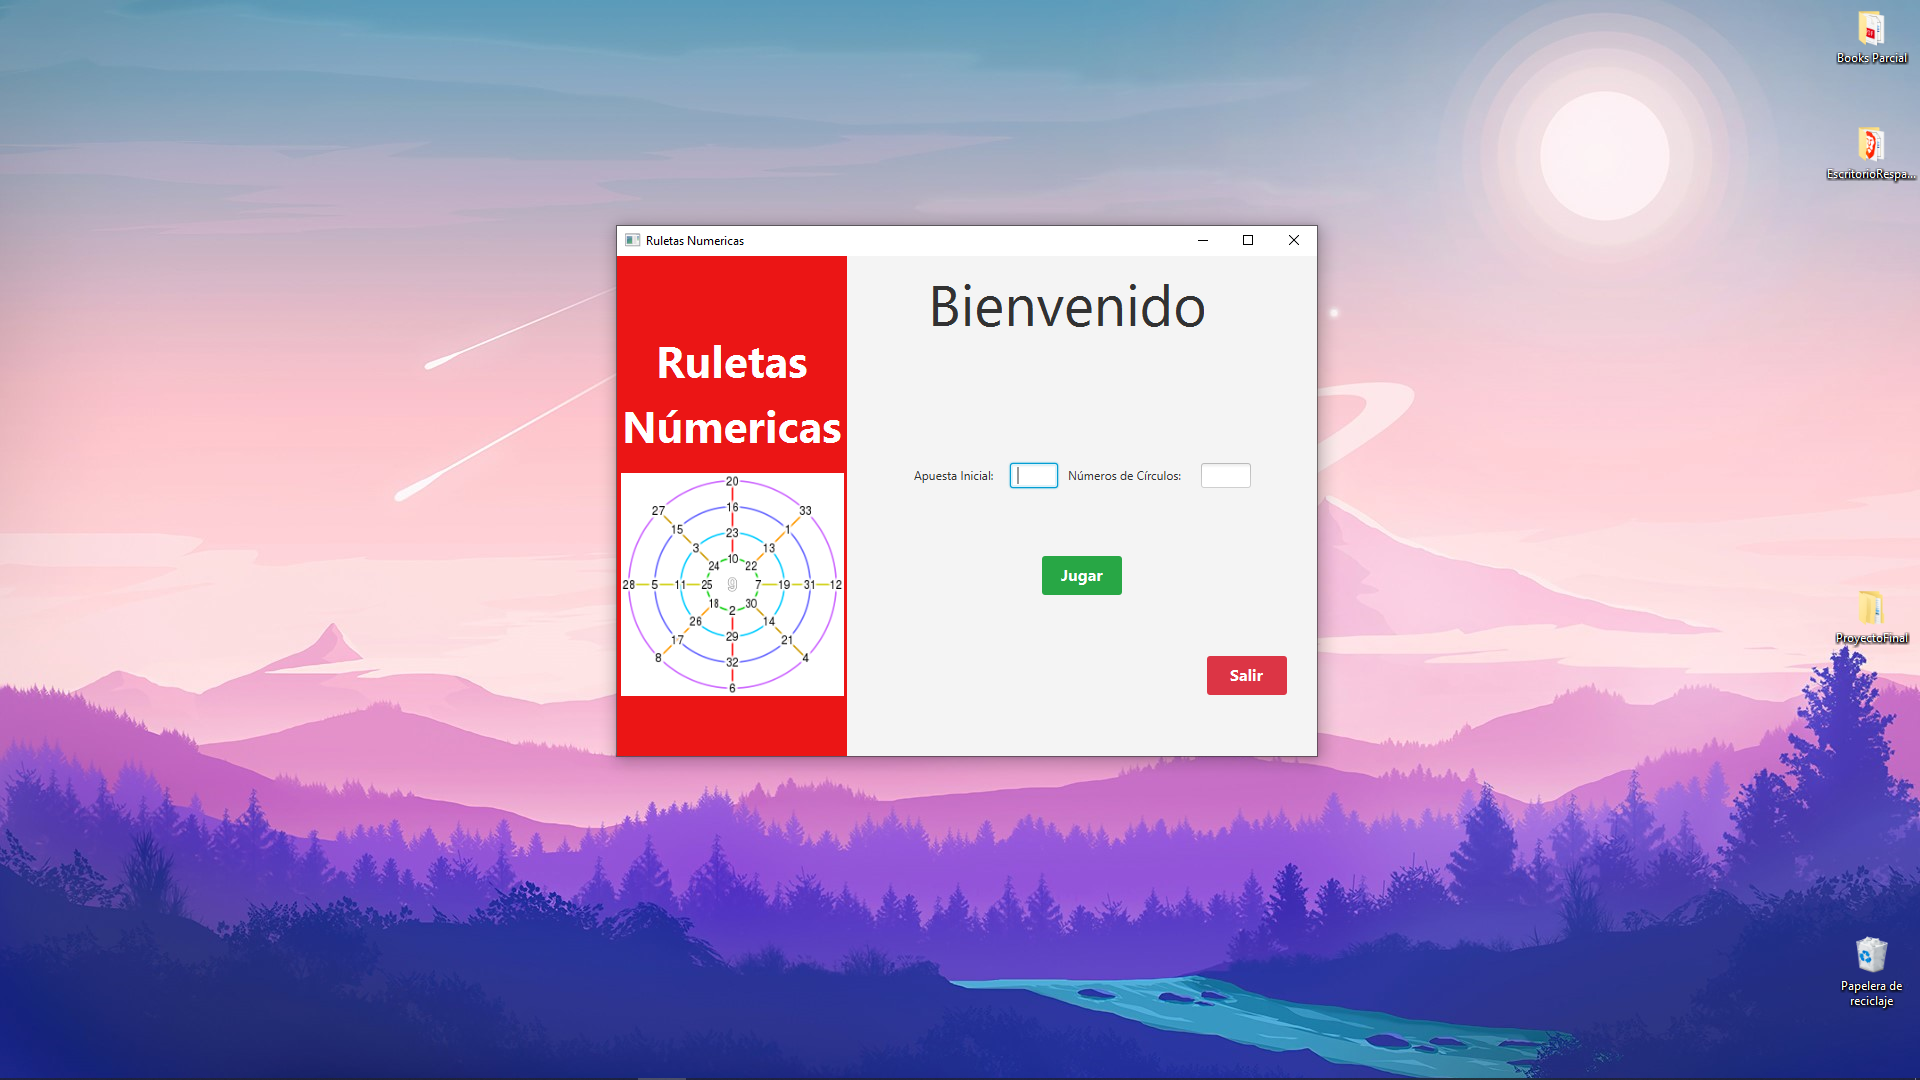 Books Parcial
EscritorioRespa...
Ruletas Numericas
Bienvenido
Ruletas
Númericas
Apuesta Inicial:
Números de Círculos:
20
27 16 33
15 1
23
3 13
10
24 22
28 5 11 25 9 7 19 31 12
18 30
2
26 14
29
17 21
32
8 4
6
Jugar
Salir
ProyectoFinal
Papelera de
reciclaje